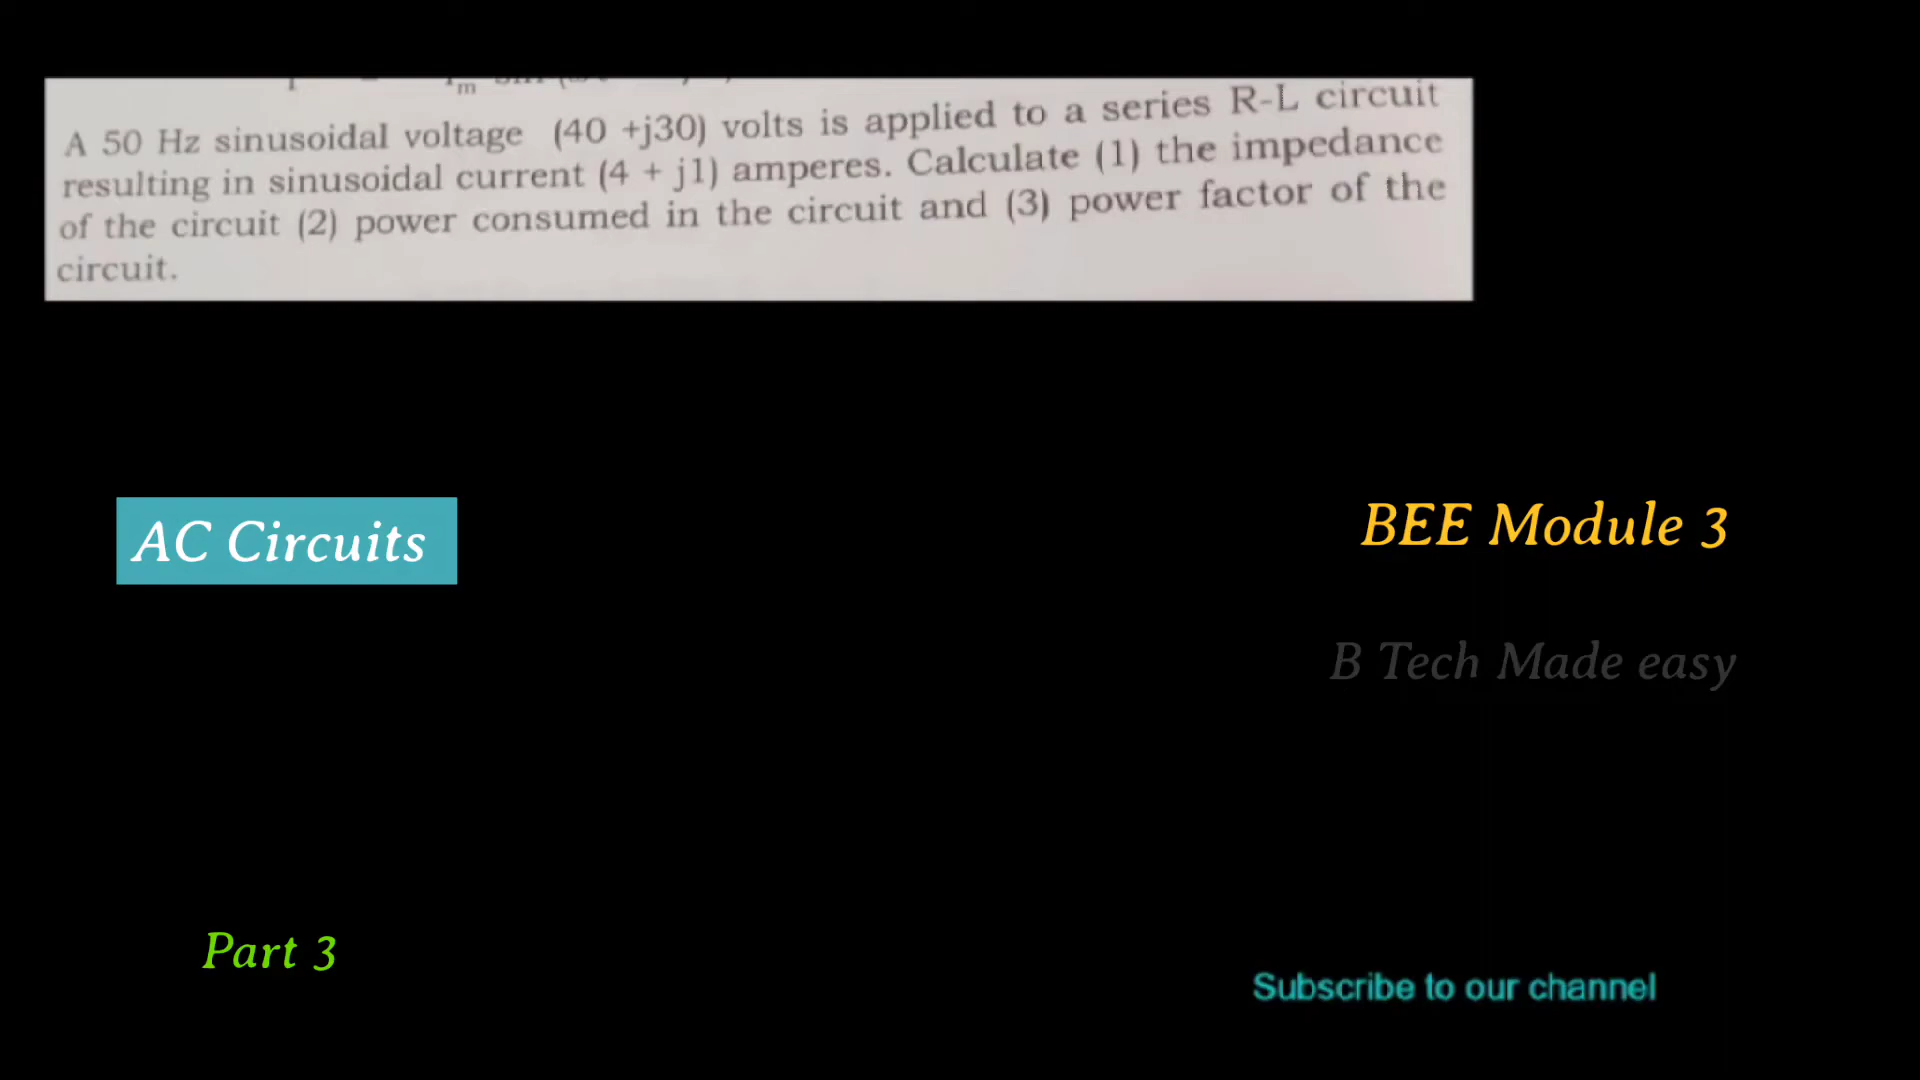 A 50 Hz sinusoidal voltage (40 +j30) volts is applied to a series R-L circuit
resulting in sinusoidal current (4 + j1) amperes. Calculate (1) the impedance
of the circuit (2) power consumed in the circuit and (3) power factor of the
circuit.
AC Circuits
BEE Module 3
B Tech Made easy
Part 3
Subscribe to our channel